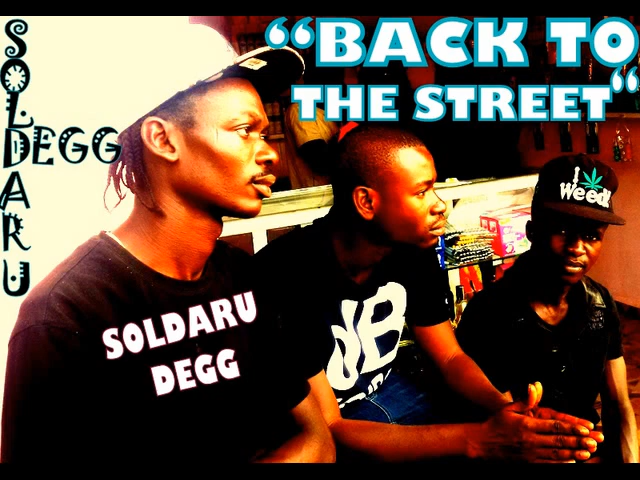 SOLDARU
DEGG
“BACK TO
THE STREET“
SOLDARU
DEGG
I
Weed